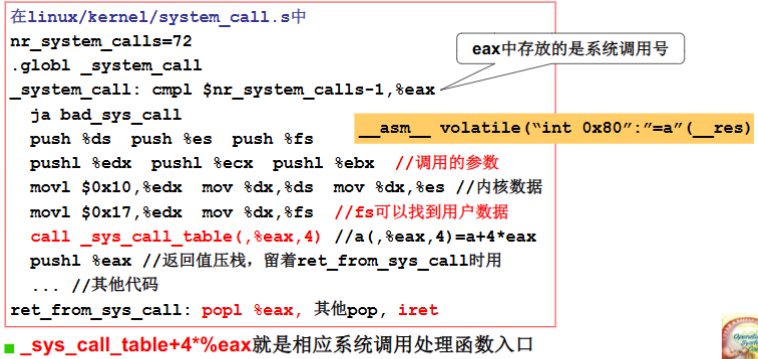 在linux/kernel/system_call.s中
nr_system_calls=72
eax中存放的是系统调用号
.globl _system_call
_system_call: cmpl $nr_system_calls-1,%eax
ja bad_sys_call
__asm__ volatile(“int 0x80”:”=a”(__res)
push %ds push %es push %fs
pushl %edx pushl %ecx pushl %ebx //调用的参数
movl $0x10,%edx mov %dx,%ds mov %dx,%es //内核数据
movl $0x17,%edx mov %dx,%fs //fs可以找到用户数据
call _sys_call_table(,%eax,4) //a(,%eax,4)=a+4*eax
pushl %eax //返回值压栈，留着ret_from_sys_call时用
... //其他代码
ret_from_sys_call: popl %eax, 其他pop, iret
_sys_call_table+4*%eax就是相应系统调用处理函数入口